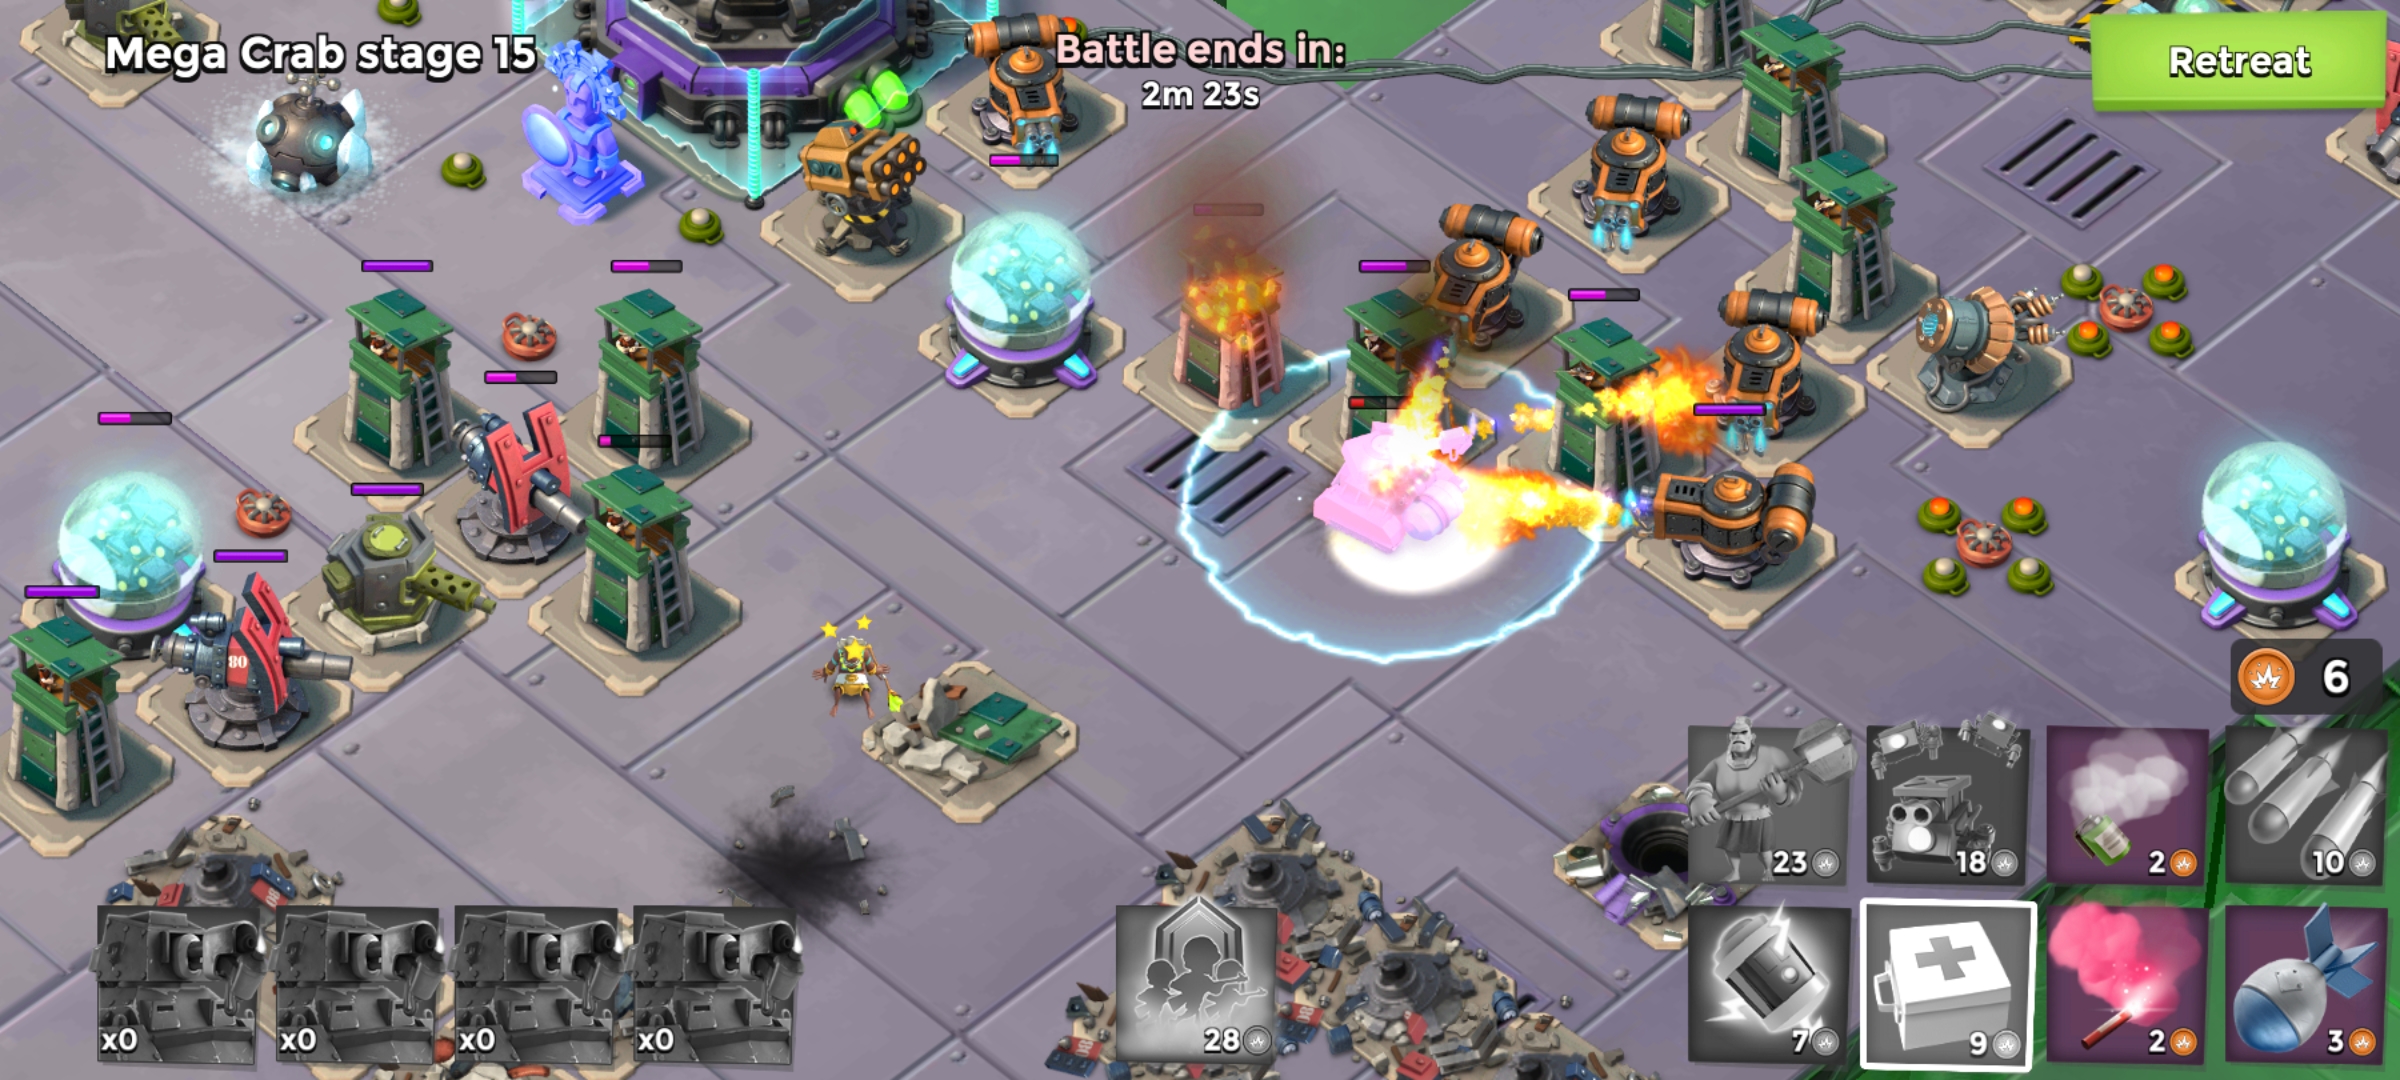 Mega Crab stage 15
Battle ends in:
2m 23s
Retreat
80
6
23
18
2
10
x0
x0
x0
x0
28
7
9
2
3